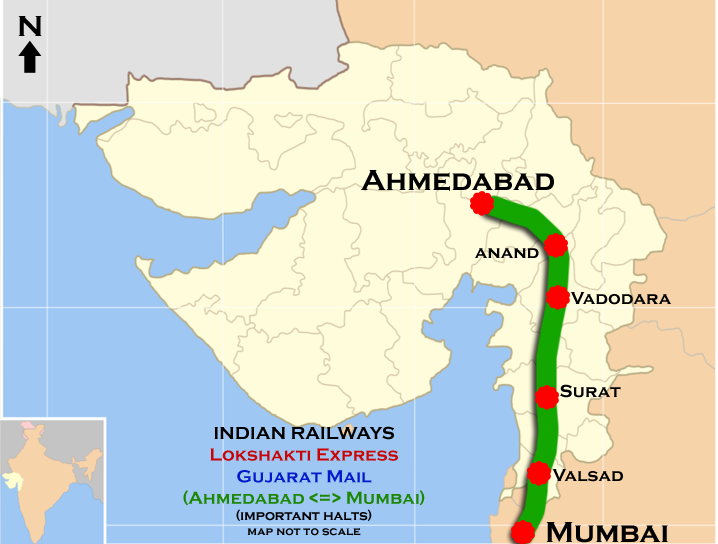 N
AHMEDABAD
ANAND
VADODARA
SURAT
INDIAN RAILWAYS
LOKSHAKTI EXPRESS
GUJARAT MAIL
VALSAD
(AHMEDABAD <=> MUMBAI)
(IMPORTANT HALTS)
MAP NOT TO SCALE
MUMBAI